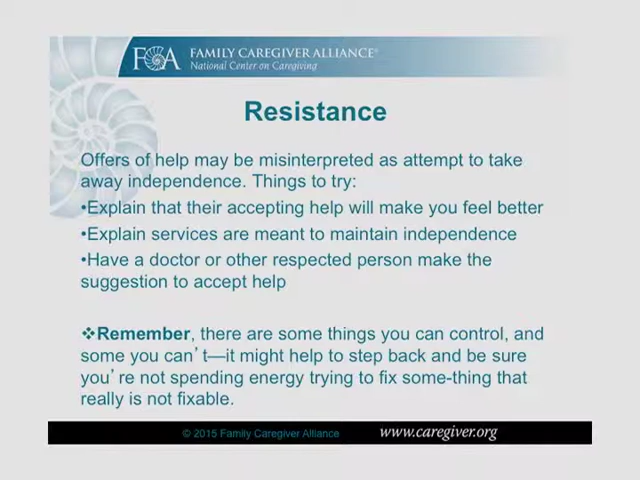 FCA FAMILY CAREGIVER ALLIANCE®
National Center on Caregiving
Resistance
Offers of help may be misinterpreted as attempt to take
away independence. Things to try:
•Explain that their accepting help will make you feel better
•Explain services are meant to maintain independence
•Have a doctor or other respected person make the
suggestion to accept help
❖Remember, there are some things you can control, and
some you can't—it might help to step back and be sure
you're not spending energy trying to fix some-thing that
really is not fixable.
© 2015 Family Caregiver Alliance www.caregiver.org